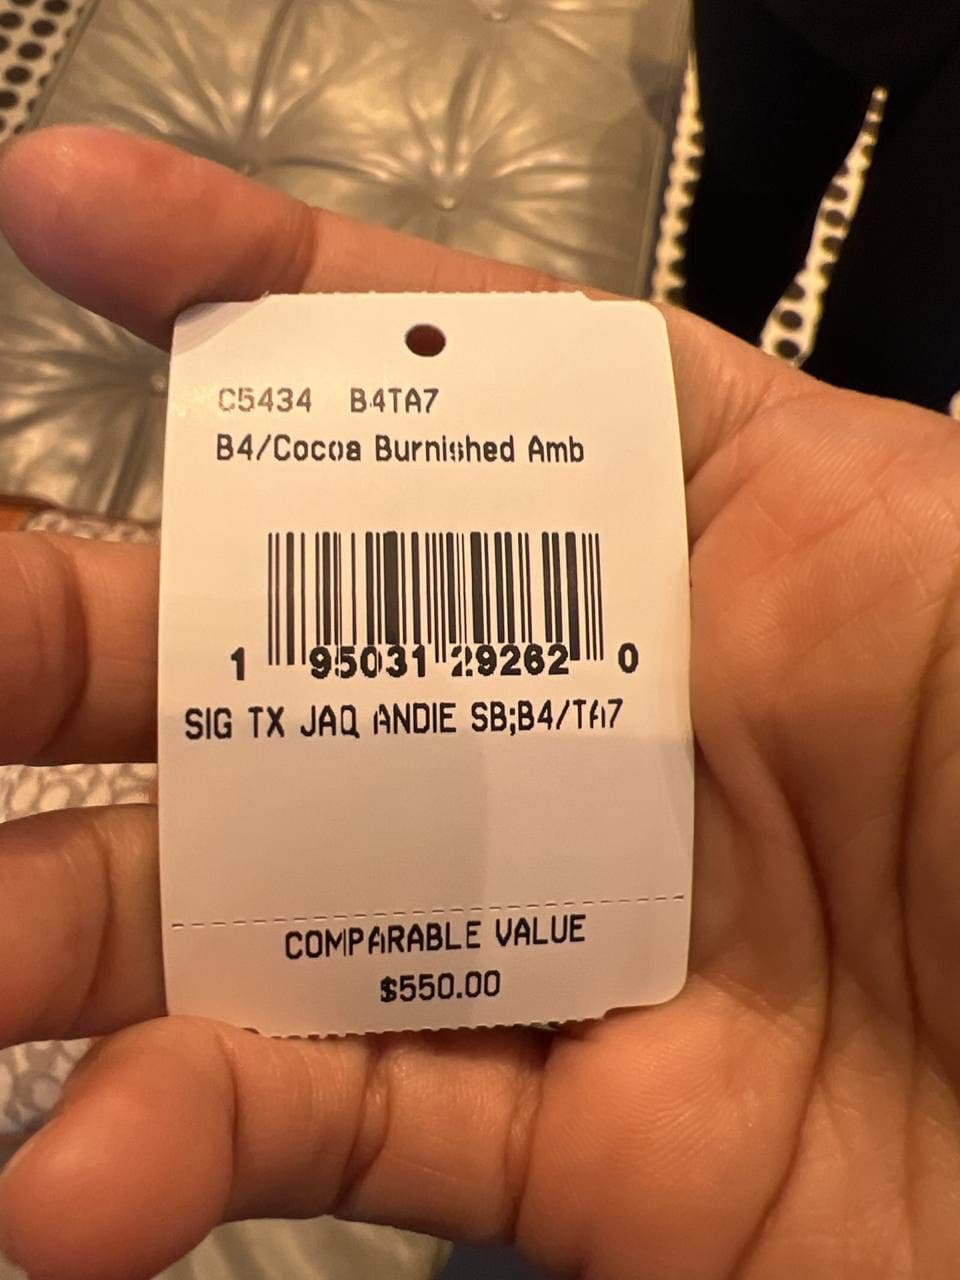 C5434 B4TA7
B4/Cocoa Burnished Amb
1 95031 29262 0
SIG TX JAQ ANDIE SB;B4/TA7
COMPARABLE VALUE
$550.00